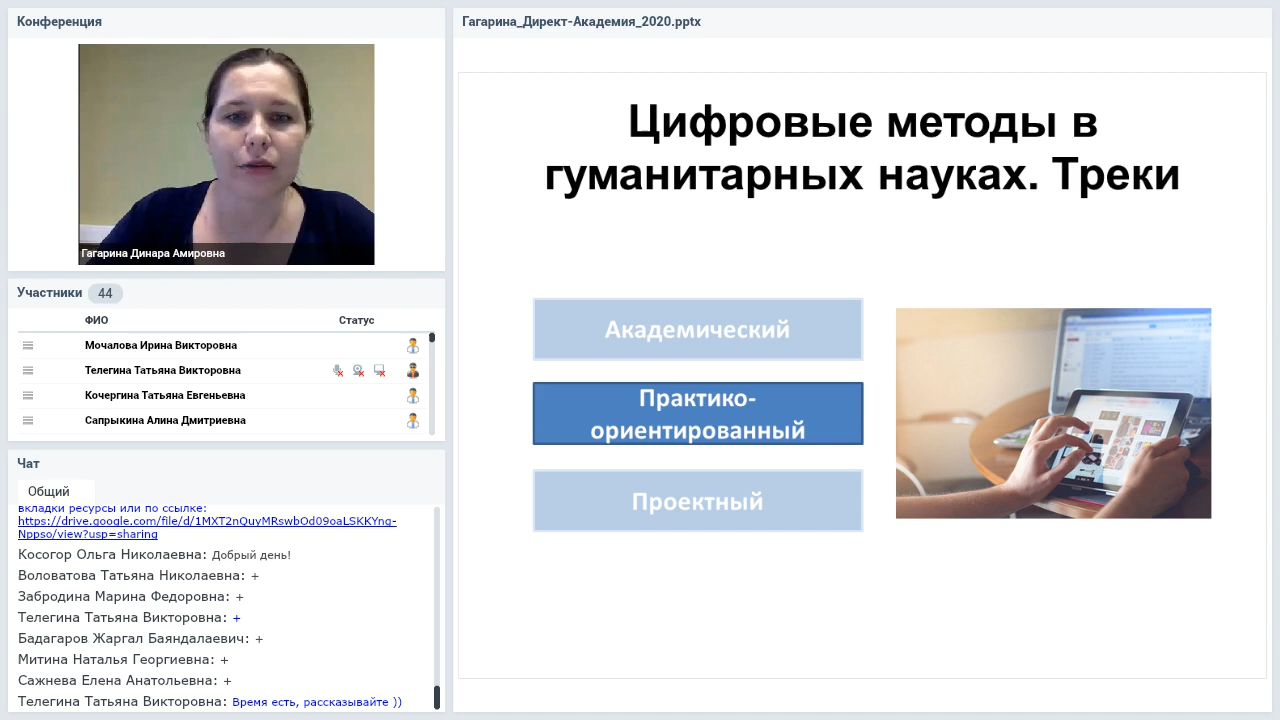 Конференция
Гагарина Динара Амировна
Участники 44
ФИО Статус
Мочалова Ирина Викторовна
Телегина Татьяна Викторовна
Кочергина Татьяна Евгеньевна
Сапрыкина Алина Дмитриевна
Чат
Общий
вкладки ресурсы или по ссылке:
https://drive.google.com/file/d/1MXT2nQuyMRswbOd09oaLSKKYng-
Nppso/view?usp=sharing
Косогор Ольга Николаевна: Добрый день!
Воловатова Татьяна Николаевна: +
Забродина Марина Федоровна: +
Телегина Татьяна Викторовна: +
Бадагаров Жаргал Баяндалаевич: +
Митина Наталья Георгиевна: +
Сажнева Елена Анатольевна: +
Телегина Татьяна Викторовна: Время есть, рассказывайте ))
Гагарина_Директ-Академия_2020.pptx
Цифровые методы в
гуманитарных науках. Треки
Академический
Практико-
ориентированный
Проектный